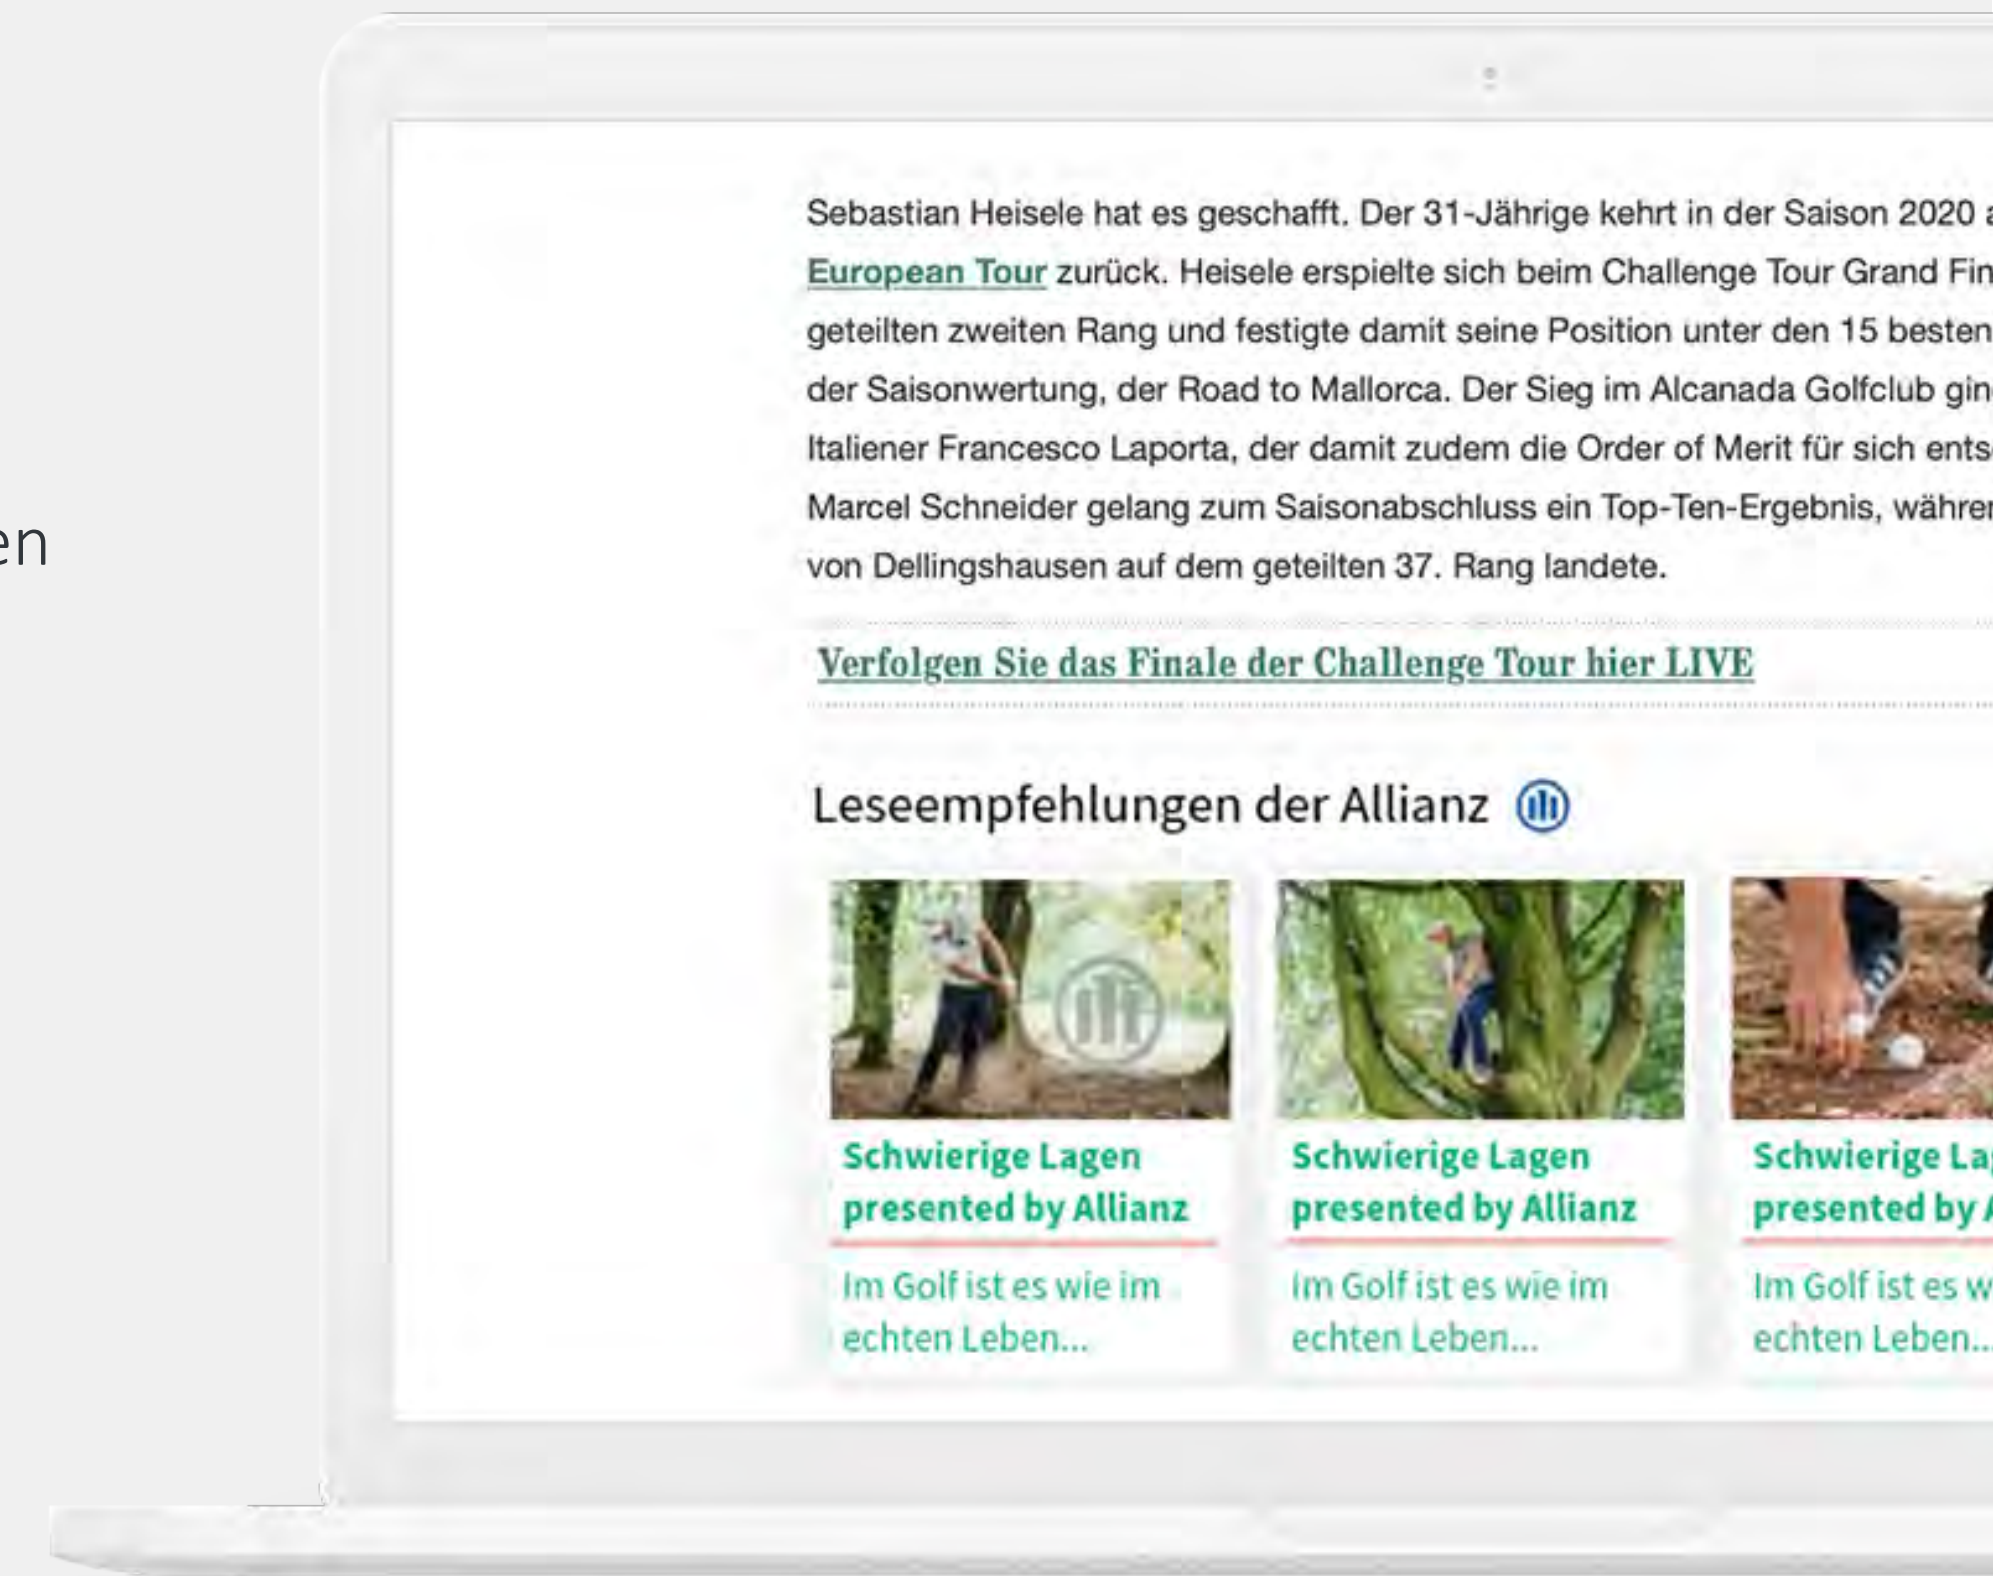 en
Sebastian Heisele hat es geschafft. Der 31-Jährige kehrt in der Saison 2020 a
European Tour zurück. Heisele erspielte sich beim Challenge Tour Grand Fin
geteilten zweiten Rang und festigte damit seine Position unter den 15 besten
der Saisonwertung, der Road to Mallorca. Der Sieg im Alcanada Golfclub gin
Italiener Francesco Laporta, der damit zudem die Order of Merit für sich ents
Marcel Schneider gelang zum Saisonabschluss ein Top-Ten-Ergebnis, währen
von Dellingshausen auf dem geteilten 37. Rang landete.
Verfolgen Sie das Finale der Challenge Tour hier LIVE
Leseempfehlungen der Allianz
Schwierige Lagen
presented by Allianz
Im Golf ist es wie im
echten Leben...
Schwierige Lagen
presented by Allianz
Im Golf ist es wie im
echten Leben...
Schwierige La
presented by A
Im Golf ist es w
echten Leben...